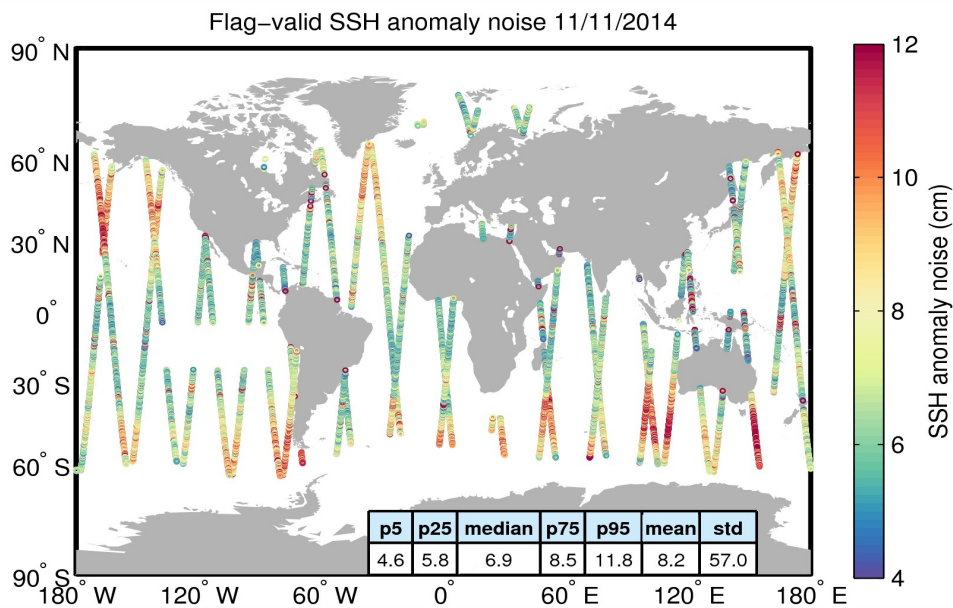 Flag−valid SSH anomaly noise 11/11/2014
90° N
60° N
30° N
0°
30° S
60° S
90° S
180° W
120° W
60° W
0°
60° E
120° E
180° E
p5 p25 median p75 p95 mean std
4.6 5.8 6.9 8.5 11.8 8.2 57.0
12
10
8
6
4
SSH anomaly noise (cm)